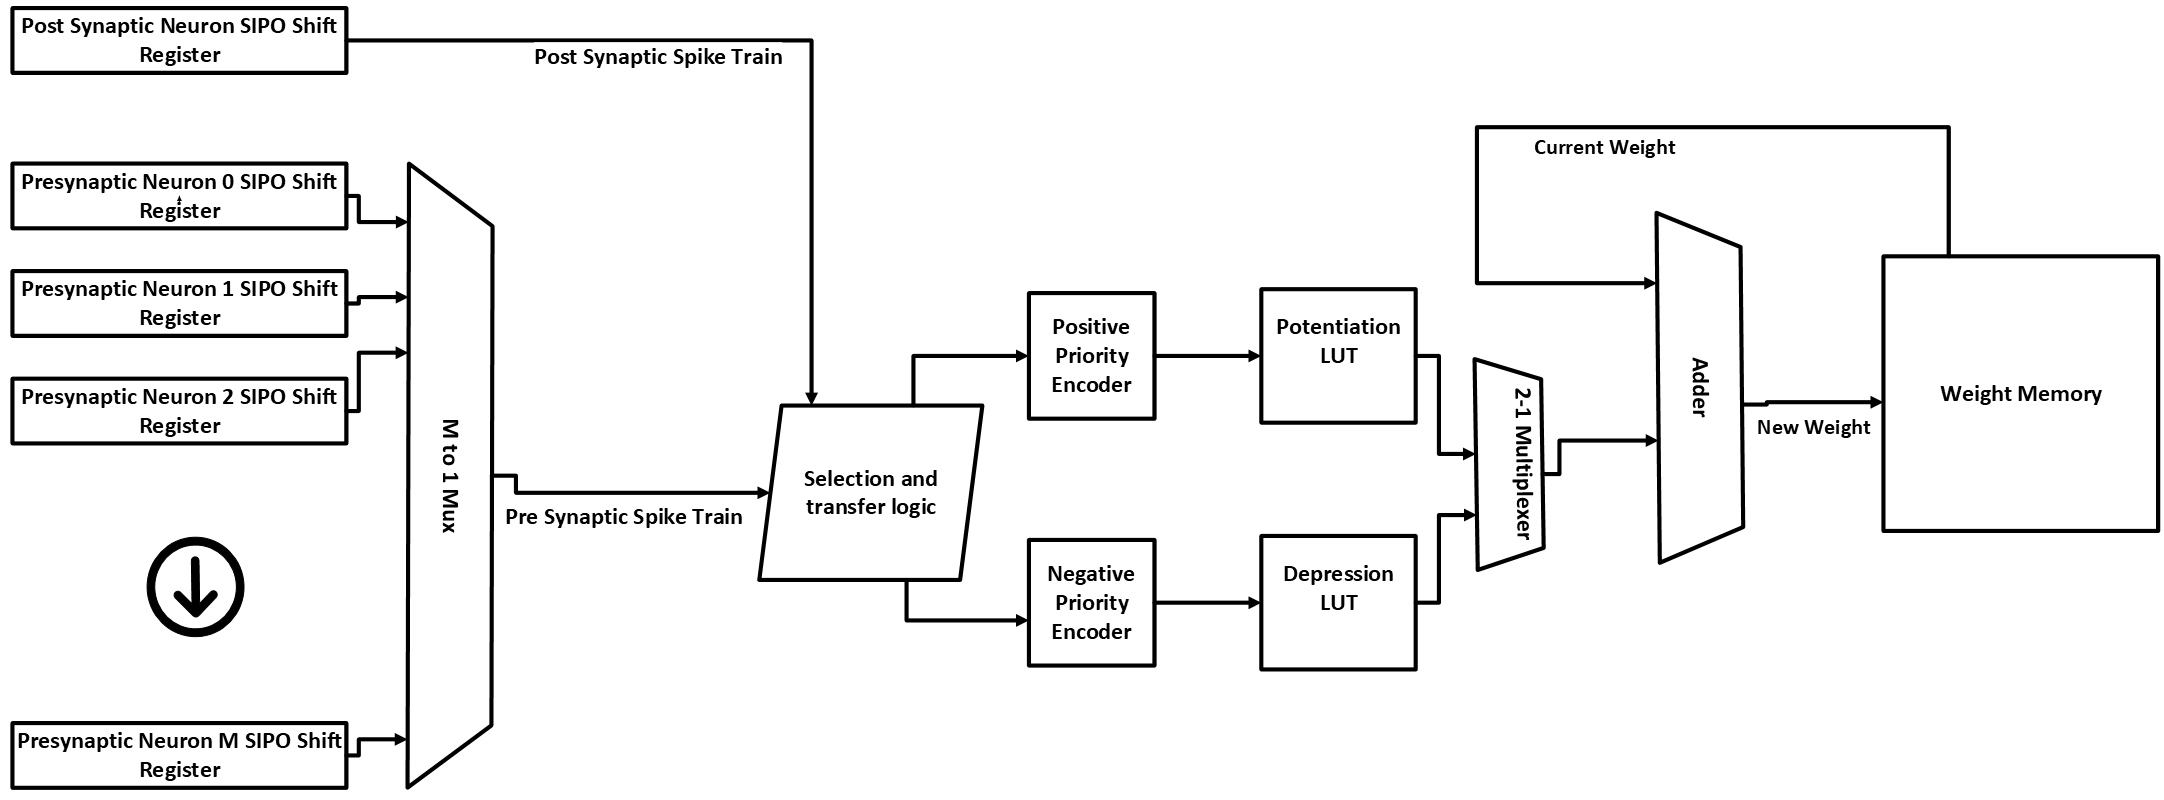 Post Synaptic Neuron SIPO Shift
Register
Post Synaptic Spike Train
Presynaptic Neuron 0 SIPO Shift
Register
Presynaptic Neuron 1 SIPO Shift
Register
Presynaptic Neuron 2 SIPO Shift
Register
Presynaptic Neuron M SIPO Shift
Register
M to 1 Mux
Pre Synaptic Spike Train
Selection and
transfer logic
Positive
Priority
Encoder
Negative
Priority
Encoder
Potentiation
LUT
Depression
LUT
2-1 Multiplexer
Current Weight
Adder
New Weight
Weight Memory